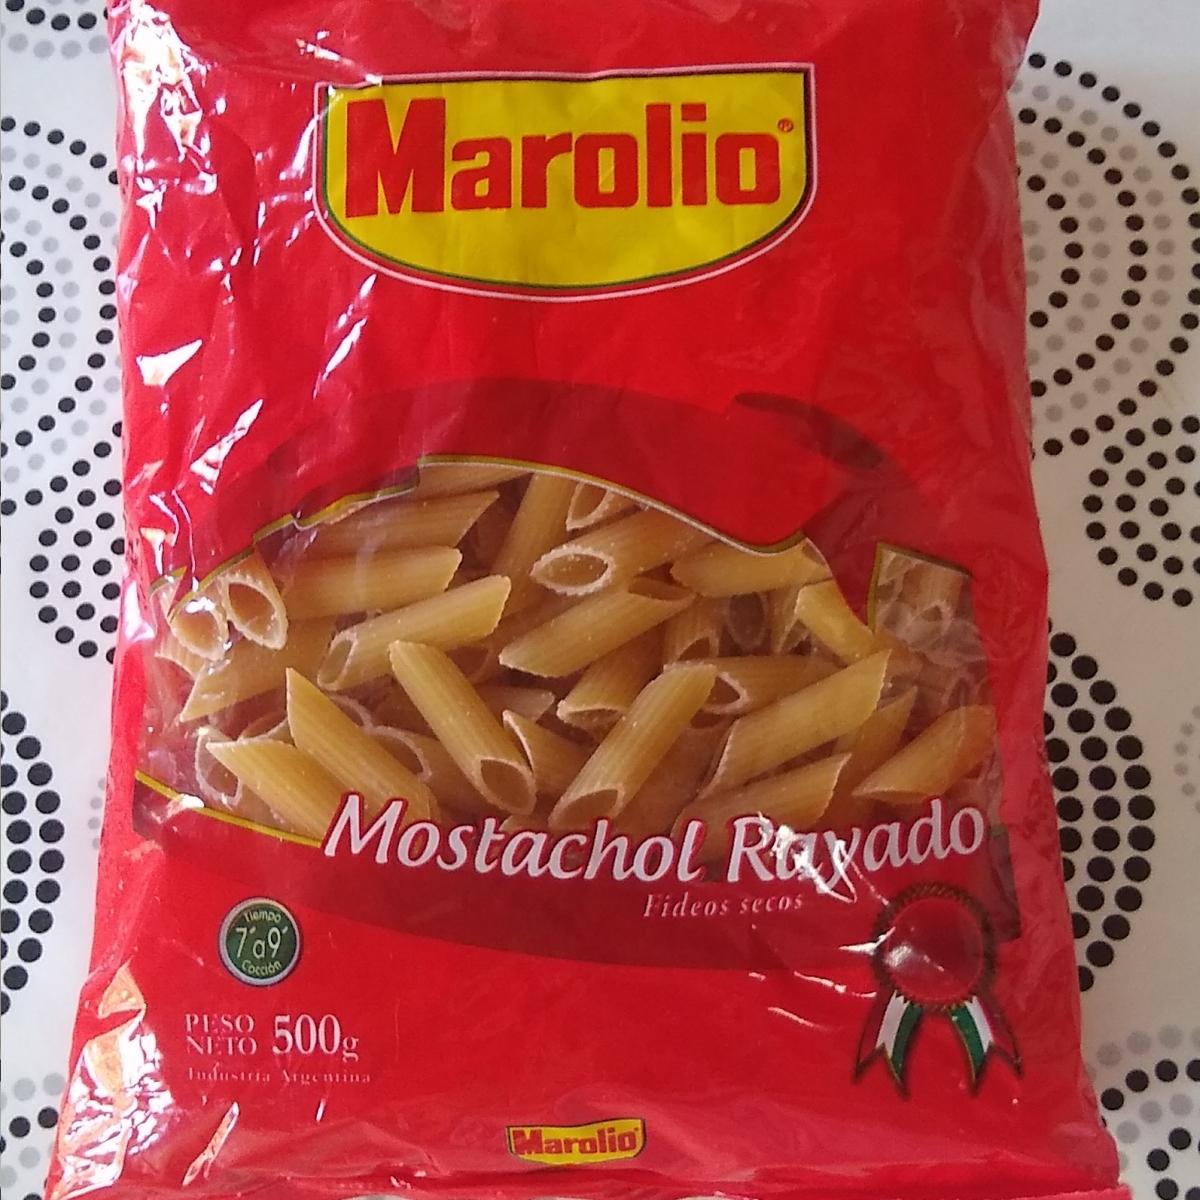 Marolio®
Mostachol Rayado
Fideos secos
Tiempo
7' a 9'
Cocción
PESO
NETO 500g
Industria Argentina
Marolio